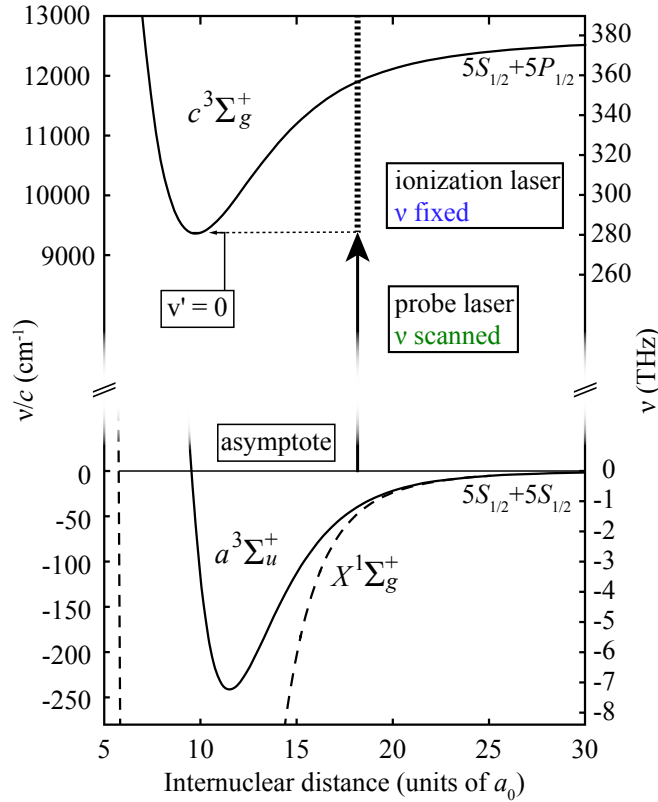 13000
12000
11000
10000
9000
ν/c (cm⁻¹)
380
360
340
320
300
280
260
ν (THz)
5S₁/₂+5P₁/₂
c³Σg⁺
ionization laser
ν fixed
v' = 0
probe laser
ν scanned
asymptote
0
-50
-100
-150
-200
-250
0
-1
-2
-3
-4
-5
-6
-7
-8
5S₁/₂+5S₁/₂
a³Σu⁺
X¹Σg⁺
5
10
15
20
25
30
Internuclear distance (units of a₀)